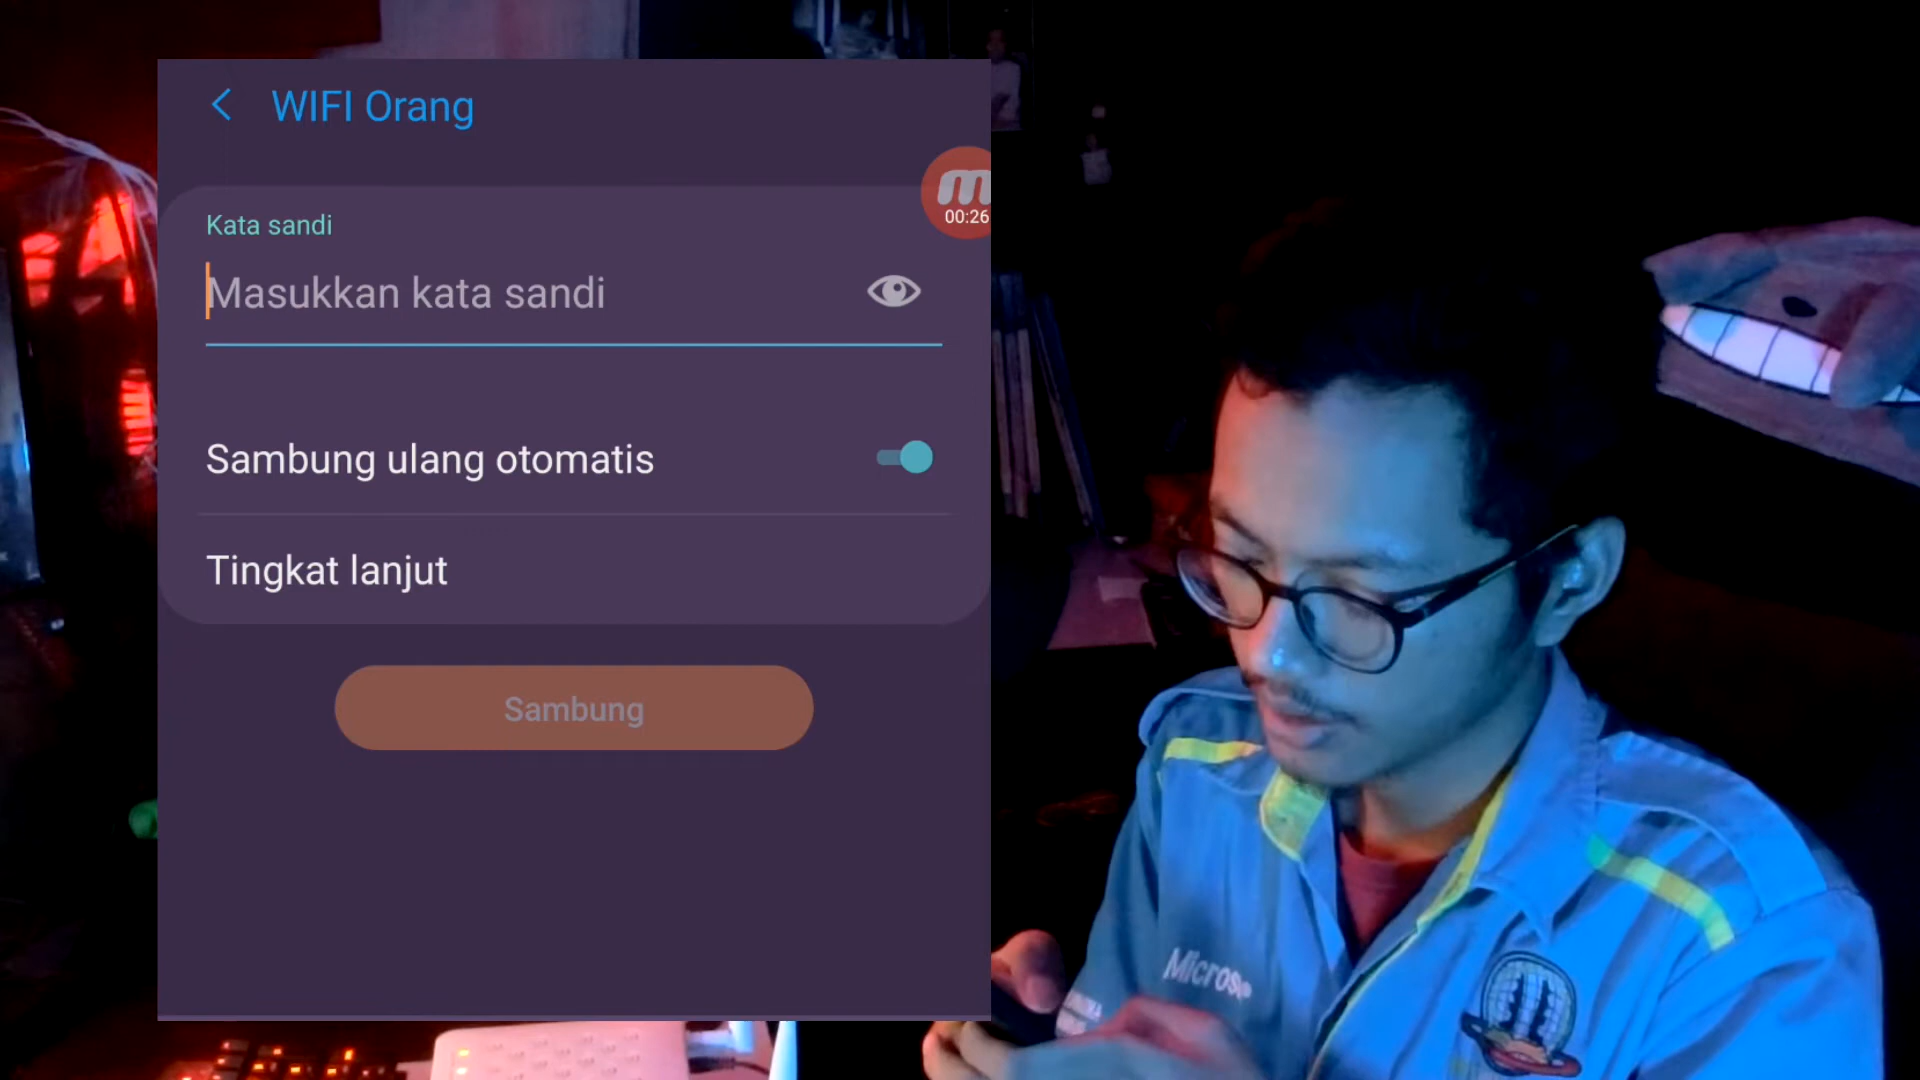 WIFI Orang
Kata sandi
m
00:26
Masukkan kata sandi
Sambung ulang otomatis
Tingkat lanjut
Sambung